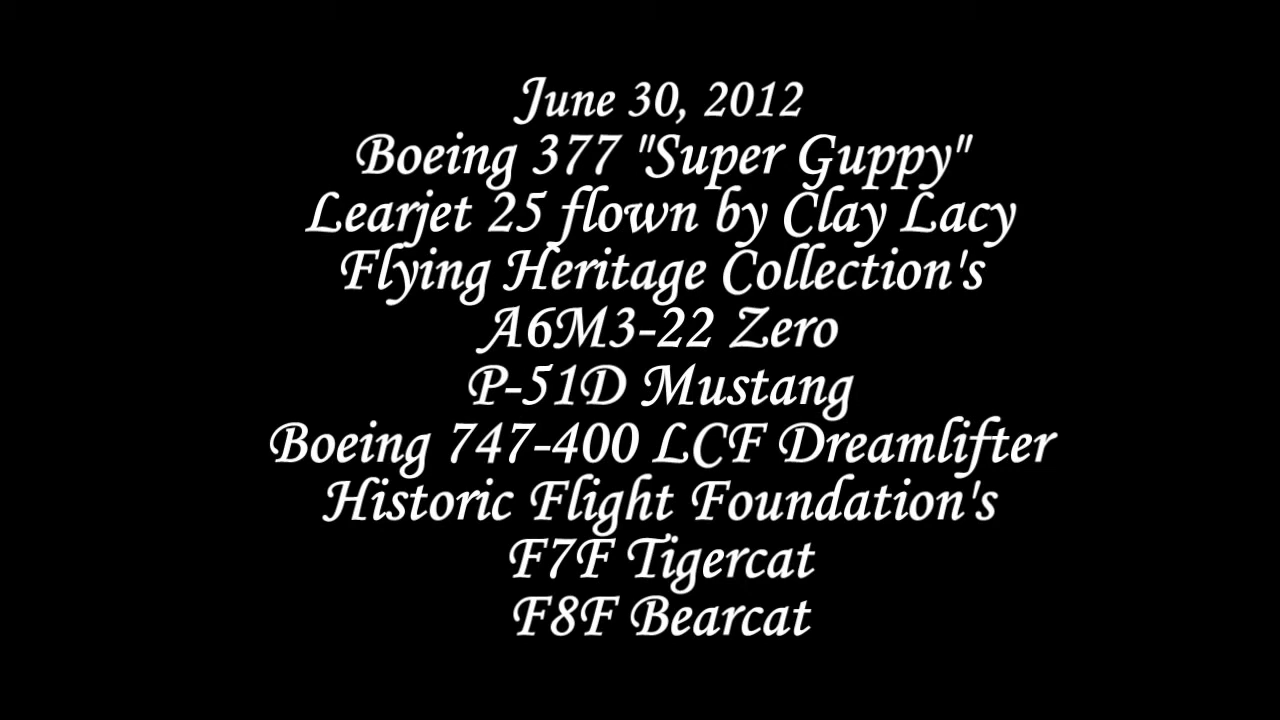 June 30, 2012
Boeing 377 "Super Guppy"
Learjet 25 flown by Clay Lacy
Flying Heritage Collection's
A6M3-22 Zero
P-51D Mustang
Boeing 747-400 LCF Dreamlifter
Historic Flight Foundation's
F7F Tigercat
F8F Bearcat